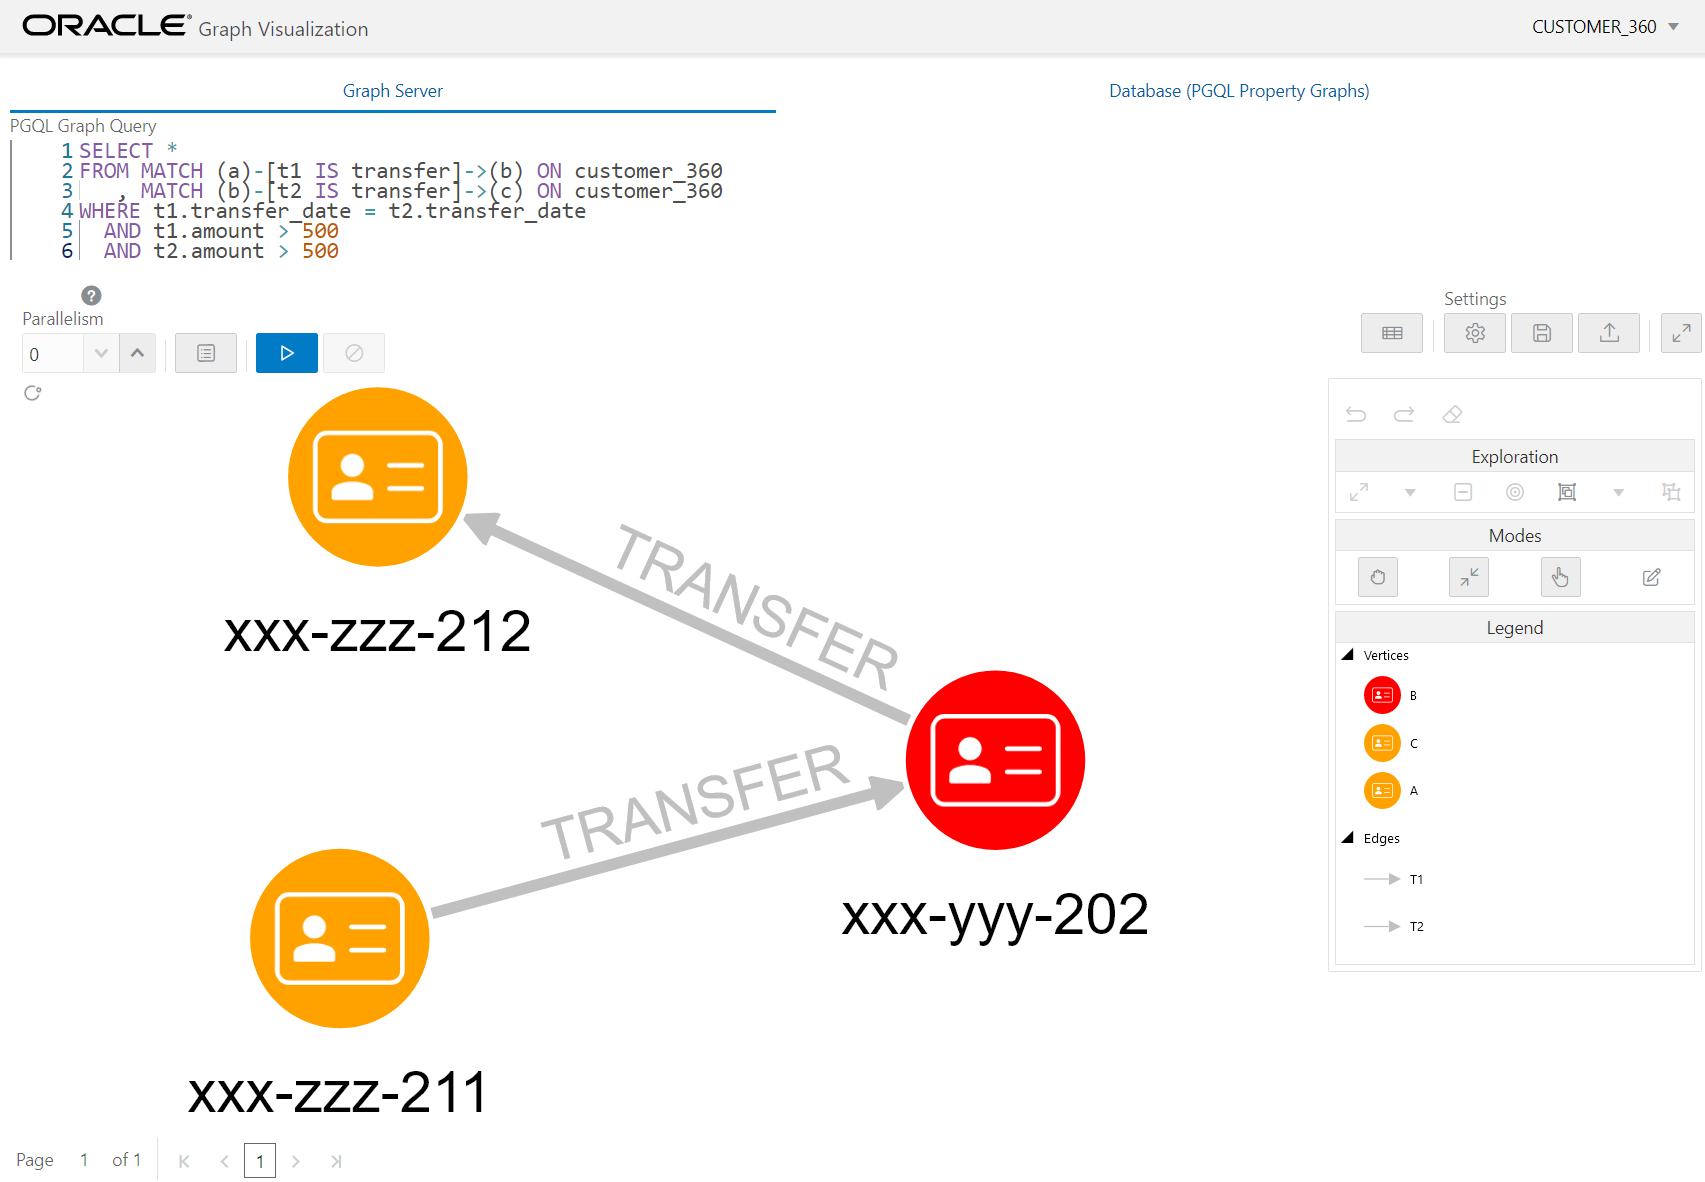 ORACLE® Graph Visualization
CUSTOMER_360
Graph Server
Database (PGQL Property Graphs)
PGQL Graph Query
1 SELECT *
2 FROM MATCH (a)-[t1 IS transfer]->(b) ON customer_360
3    , MATCH (b)-[t2 IS transfer]->(c) ON customer_360
4 WHERE t1.transfer_date = t2.transfer_date
5   AND t1.amount > 500
6   AND t2.amount > 500
?
Parallelism
0
Settings
Exploration
Modes
Legend
Vertices
B
C
A
Edges
T1
T2
TRANSFER
xxx-zzz-212
TRANSFER
xxx-yyy-202
xxx-zzz-211
Page 1 of 1
1